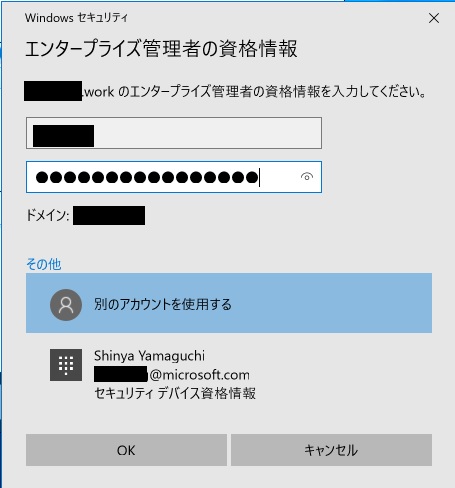 Windows セキュリティ
エンタープライズ管理者の資格情報
.work のエンタープライズ管理者の資格情報を入力してください。
●●●●●●●●●●●●●●●●
ドメイン:
その他
別のアカウントを使用する
Shinya Yamaguchi
@microsoft.com
セキュリティ デバイス資格情報
OK
キャンセル